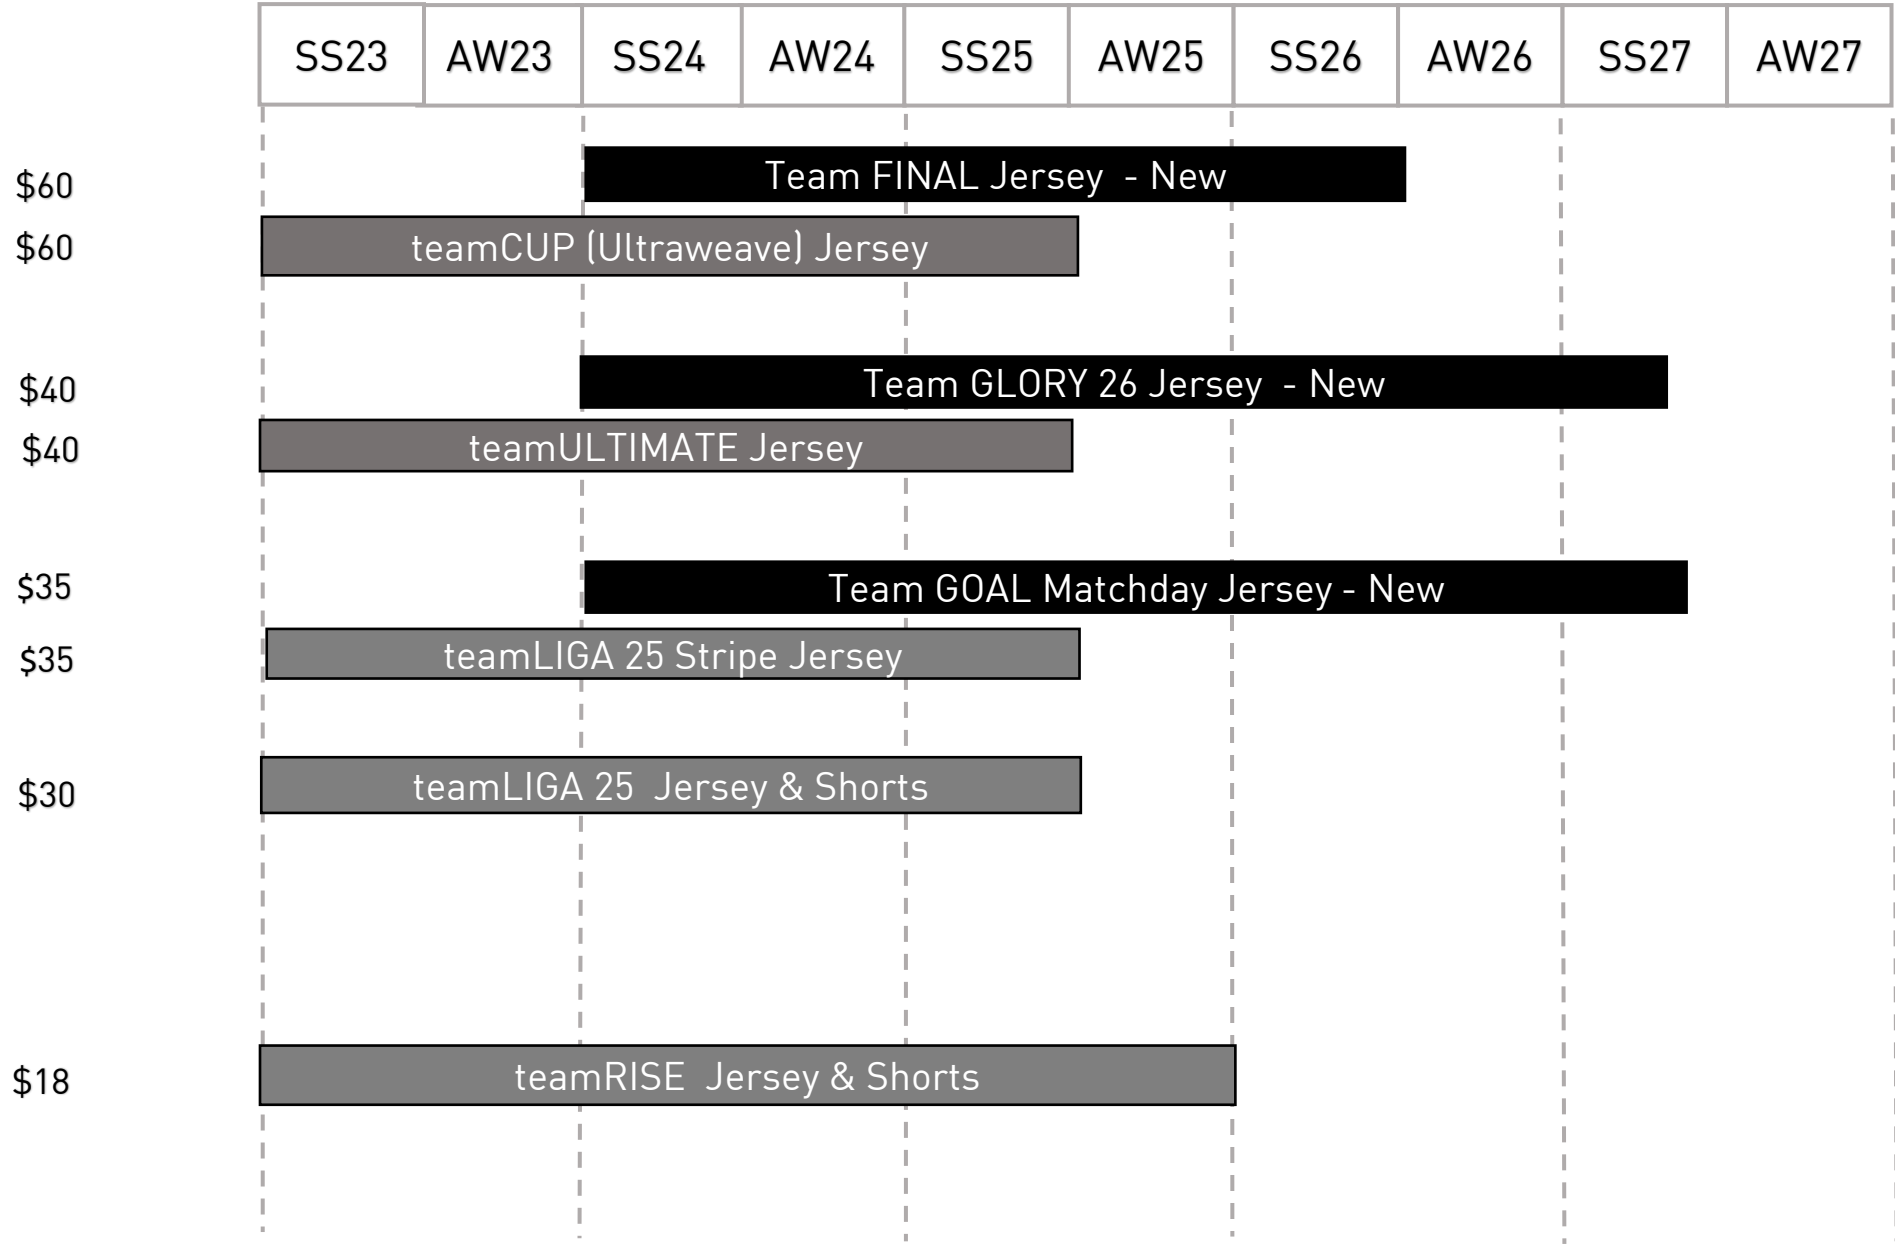 SS23 AW23 SS24 AW24 SS25 AW25 SS26 AW26 SS27 AW27
$60 Team FINAL Jersey - New
$60 teamCUP (Ultraweave) Jersey
$40 Team GLORY 26 Jersey - New
$40 teamULTIMATE Jersey
$35 Team GOAL Matchday Jersey - New
$35 teamLIGA 25 Stripe Jersey
$30 teamLIGA 25 Jersey & Shorts
$18 teamRISE Jersey & Shorts